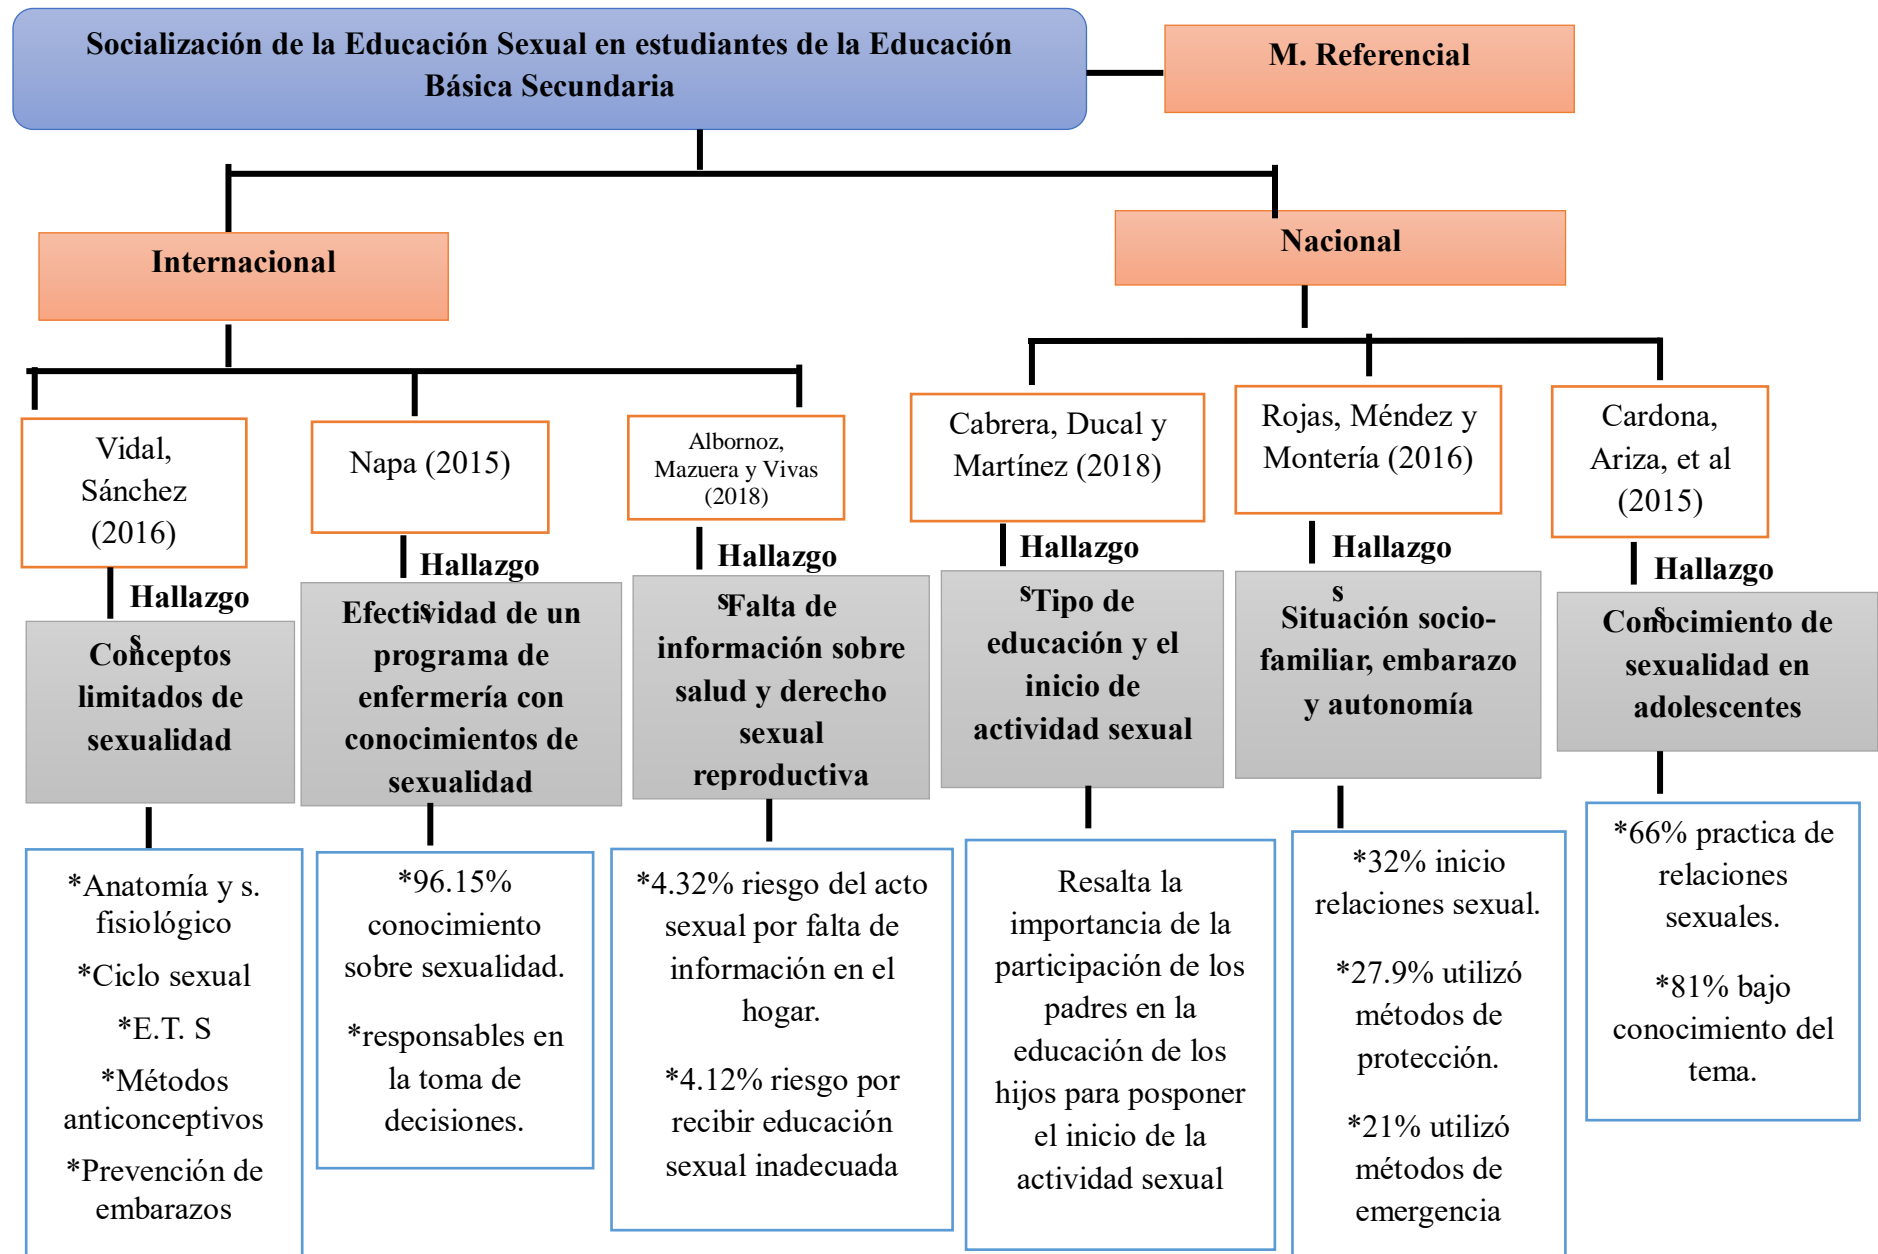 Socialización de la Educación Sexual en estudiantes de la Educación
Básica Secundaria
M. Referencial
Internacional
Nacional
Vidal,
Sánchez
(2016)
Hallazgo
s
Conceptos
limitados de
sexualidad
*Anatomía y s.
fisiológico
*Ciclo sexual
*E.T. S
*Métodos
anticonceptivos
*Prevención de
embarazos
Napa (2015)
Hallazgo
s
Efectividad de un
programa de
enfermería con
conocimientos de
sexualidad
*96.15%
conocimiento
sobre sexualidad.
*responsables en
la toma de
decisiones.
Albornoz,
Mazuera y Vivas
(2018)
Hallazgo
s
Falta de
información sobre
salud y derecho
sexual
reproductiva
*4.32% riesgo del acto
sexual por falta de
información en el
hogar.
*4.12% riesgo por
recibir educación
sexual inadecuada
Cabrera, Ducal y
Martínez (2018)
Hallazgo
s
Tipo de
educación y el
inicio de
actividad sexual
Resalta la
importancia de la
participación de los
padres en la
educación de los
hijos para posponer
el inicio de la
actividad sexual
Rojas, Méndez y
Montería (2016)
Hallazgo
s
Situación socio-
familiar, embarazo
y autonomía
*32% inicio
relaciones sexual.
*27.9% utilizó
métodos de
protección.
*21% utilizó
métodos de
emergencia
Cardona,
Ariza, et al
(2015)
Hallazgo
s
Conocimiento de
sexualidad en
adolescentes
*66% practica de
relaciones
sexuales.
*81% bajo
conocimiento del
tema.